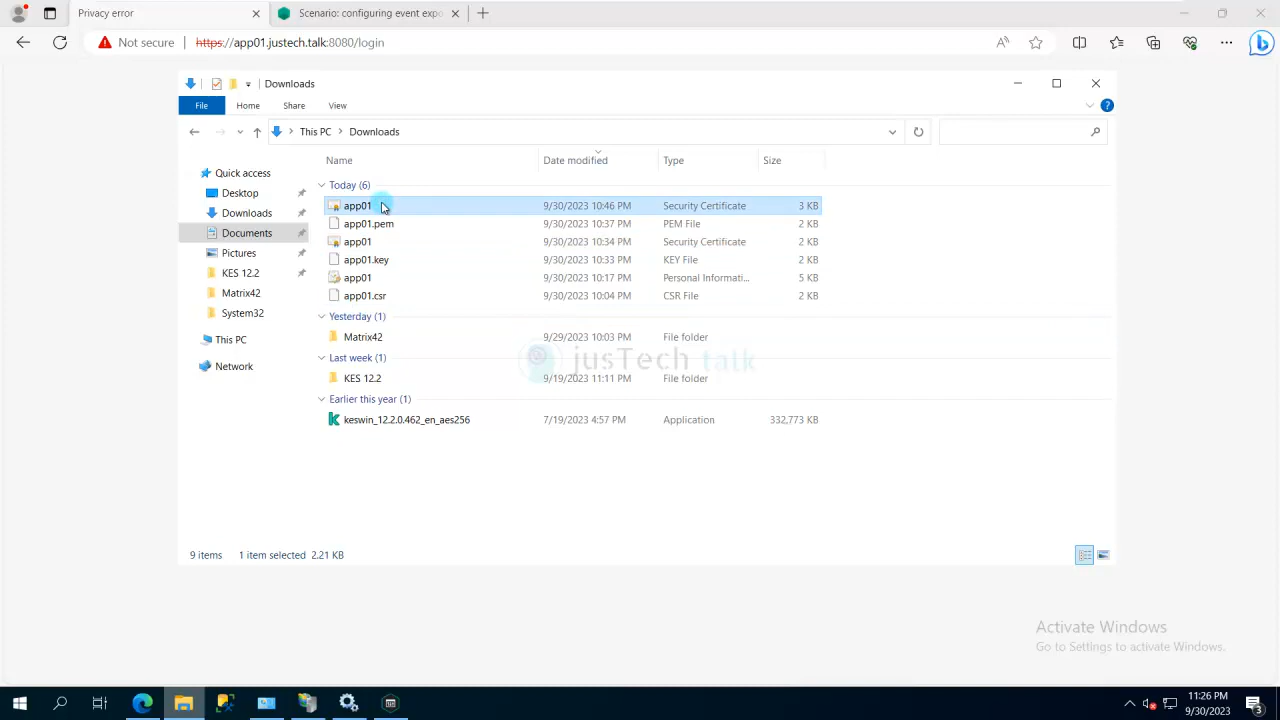 Privacy error
Scenario: configuring event expo
Not secure
https://app01.justech.talk:8080/login
Downloads
File Home Share View
This PC Downloads
Name Date modified Type Size
Quick access
Desktop
Downloads
Documents
Pictures
KES 12.2
Matrix42
System32
This PC
Network
Today (6)
app01 9/30/2023 10:46 PM Security Certificate 3 KB
app01.pem 9/30/2023 10:37 PM PEM File 2 KB
app01 9/30/2023 10:34 PM Security Certificate 2 KB
app01.key 9/30/2023 10:33 PM KEY File 2 KB
app01 9/30/2023 10:17 PM Personal Informati... 5 KB
app01.csr 9/30/2023 10:04 PM CSR File 2 KB
Yesterday (1)
Matrix42 9/29/2023 10:03 PM File folder
Last week (1)
jusTech talk
KES 12.2 9/19/2023 11:11 PM File folder
Earlier this year (1)
keswin_12.2.0.462_en_aes256 7/19/2023 4:57 PM Application 332,773 KB
9 items 1 item selected 2.21 KB
Activate Windows
Go to Settings to activate Windows.
11:26 PM
9/30/2023
3